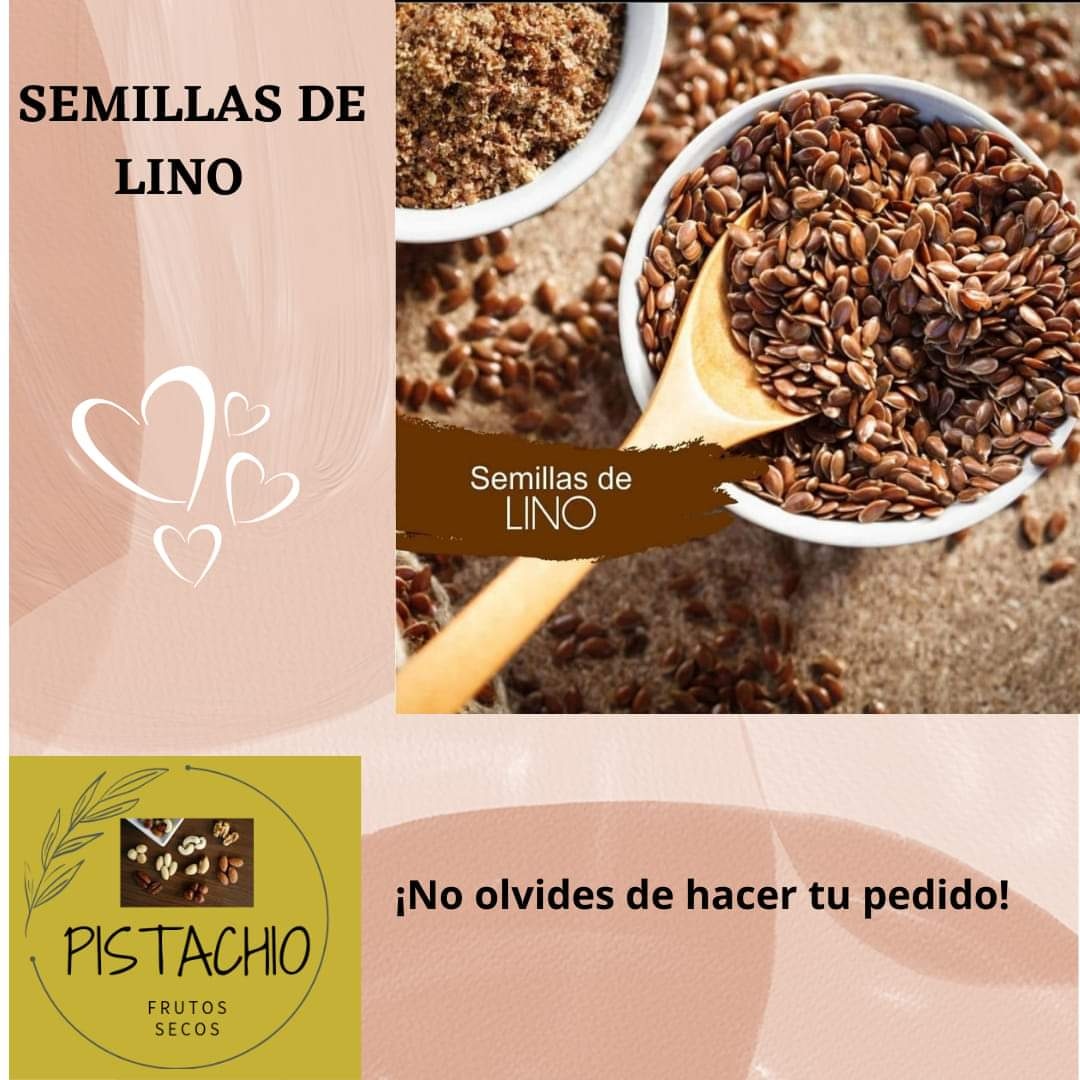 SEMILLAS DE
LINO
Semillas de
LINO
¡No olvides de hacer tu pedido!
PISTACHIO
FRUTOS
SECOS